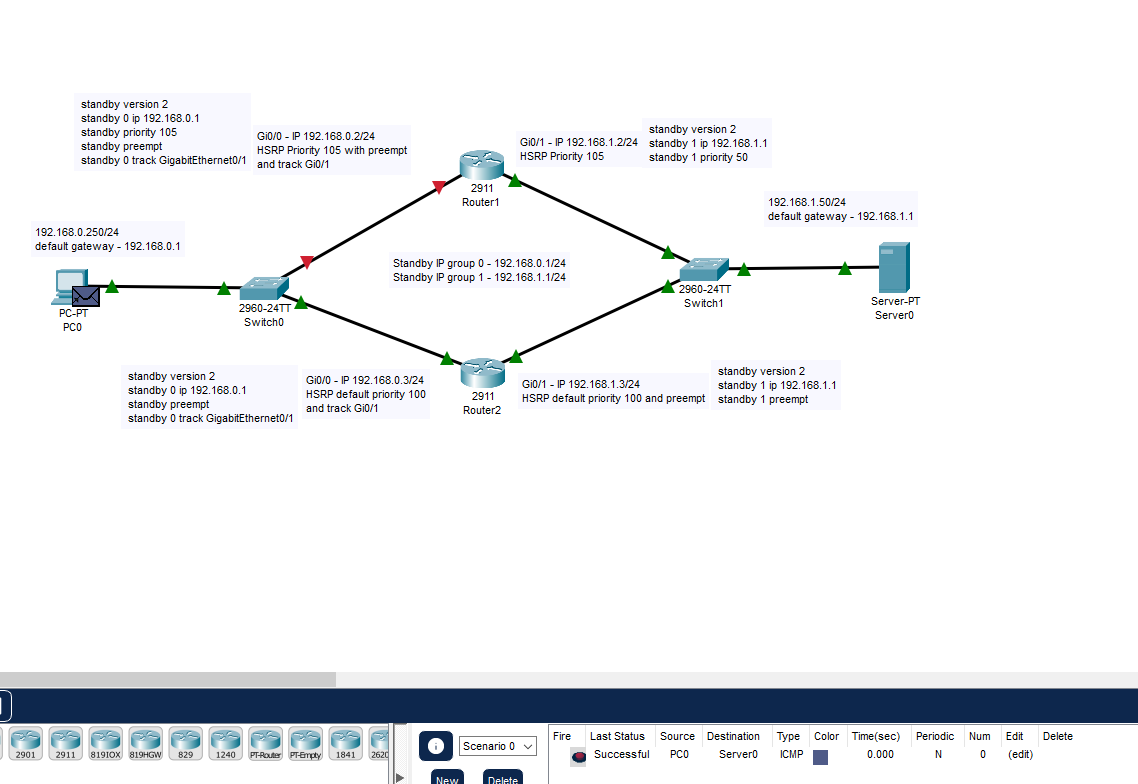 standby version 2
standby 0 ip 192.168.0.1
standby priority 105
standby preempt
standby 0 track GigabitEthernet0/1
Gi0/0 - IP 192.168.0.2/24
HSRP Priority 105 with preempt
and track Gi0/1
2911
Router1
Gi0/1 - IP 192.168.1.2/24
HSRP Priority 105
standby version 2
standby 1 ip 192.168.1.1
standby 1 priority 50
192.168.1.50/24
default gateway - 192.168.1.1
192.168.0.250/24
default gateway - 192.168.0.1
Standby IP group 0 - 192.168.0.1/24
Standby IP group 1 - 192.168.1.1/24
PC-PT
PC0
2960-24TT
Switch0
2960-24TT
Switch1
Server-PT
Server0
standby version 2
standby 0 ip 192.168.0.1
standby preempt
standby 0 track GigabitEthernet0/1
Gi0/0 - IP 192.168.0.3/24
HSRP default priority 100
and track Gi0/1
2911
Router2
Gi0/1 - IP 192.168.1.3/24
HSRP default priority 100 and preempt
standby version 2
standby 1 ip 192.168.1.1
standby 1 preempt
2901
2911
819IOX
819HGW
829
1240
PT-Router
PT-Empty
1841
2620
Scenario 0
New
Delete
Fire Last Status Source Destination Type Color Time(sec) Periodic Num Edit Delete
Successful PC0 Server0 ICMP 0.000 N 0 (edit)